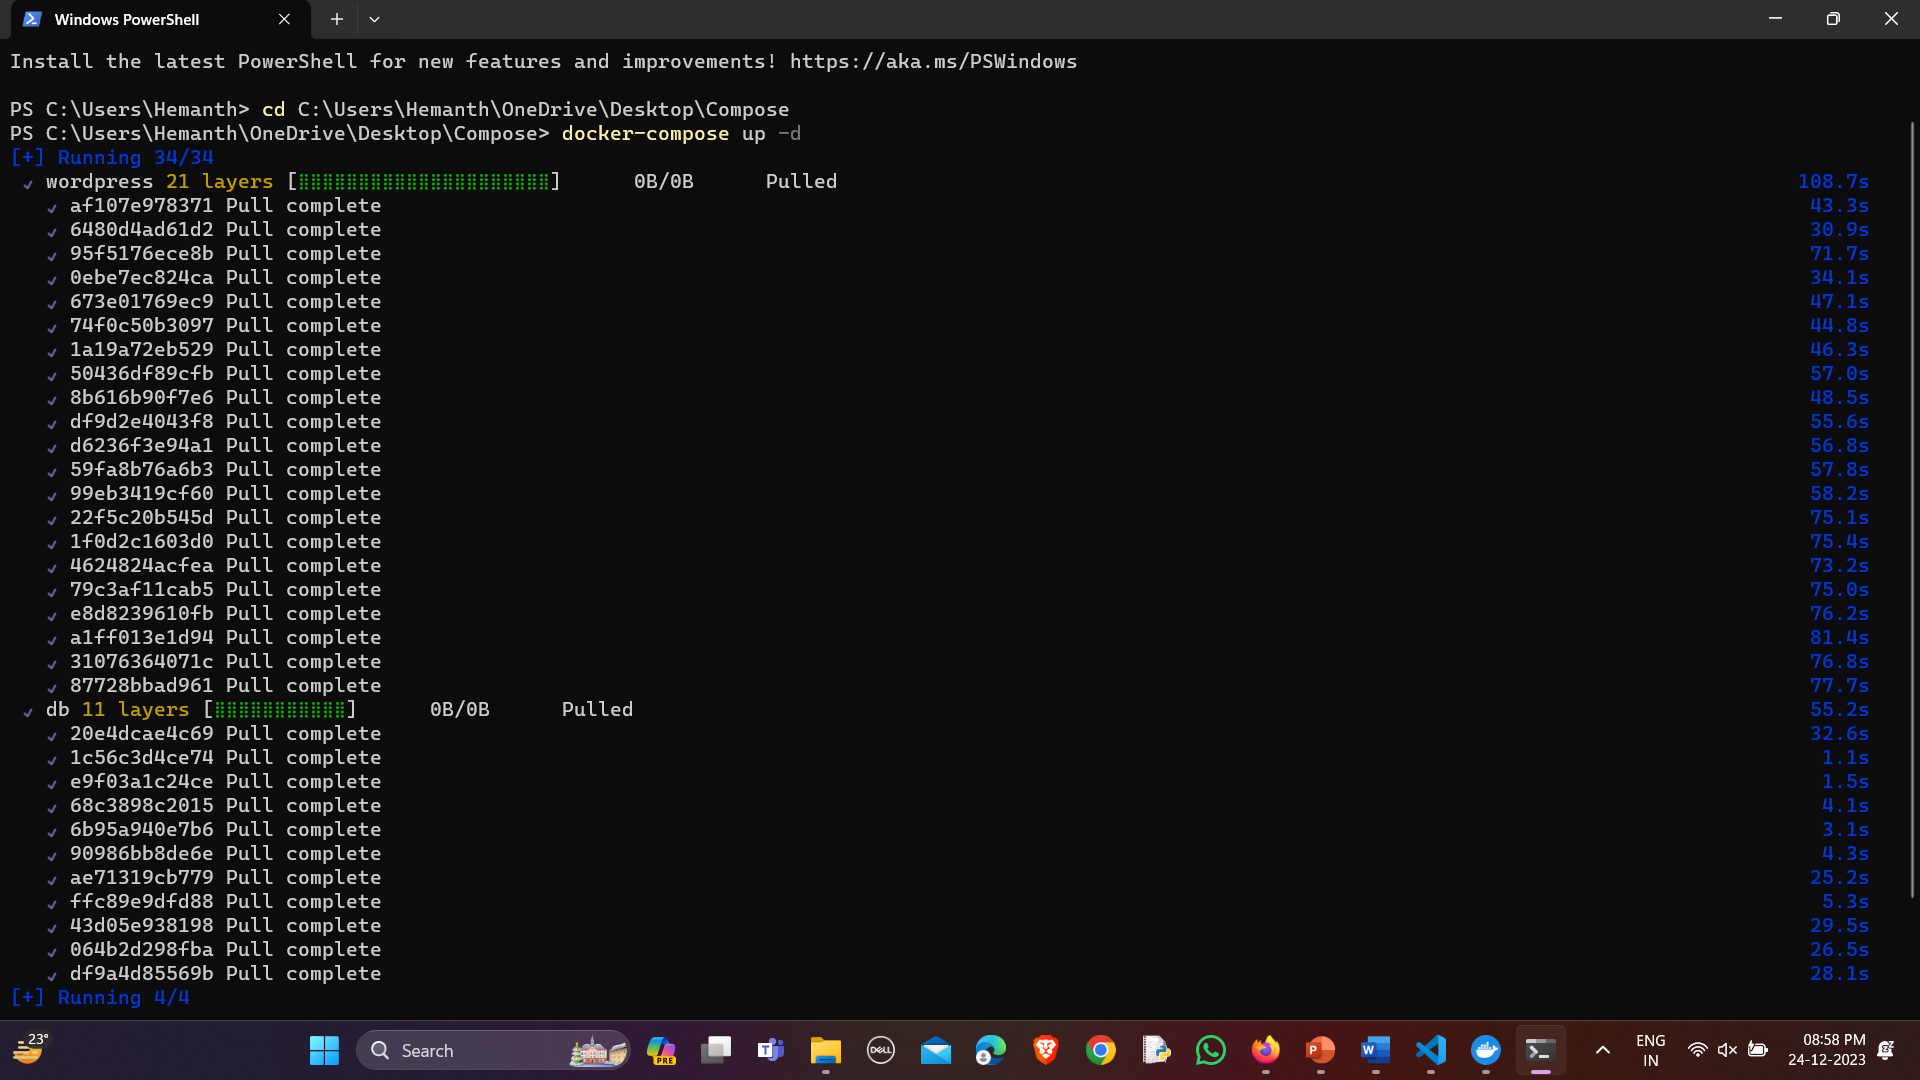 Windows PowerShell
Install the latest PowerShell for new features and improvements! https://aka.ms/PSWindows
PS C:\Users\Hemanth> cd C:\Users\Hemanth\OneDrive\Desktop\Compose
PS C:\Users\Hemanth\OneDrive\Desktop\Compose> docker-compose up -d
[+] Running 34/34
✔ wordpress 21 layers [⣿⣿⣿⣿⣿⣿⣿⣿⣿⣿⣿⣿⣿⣿⣿⣿⣿⣿⣿⣿⣿] 0B/0B Pulled 108.7s
✔ af107e978371 Pull complete 43.3s
✔ 6480d4ad61d2 Pull complete 30.9s
✔ 95f5176ece8b Pull complete 71.7s
✔ 0ebe7ec824ca Pull complete 34.1s
✔ 673e01769ec9 Pull complete 47.1s
✔ 74f0c50b3097 Pull complete 44.8s
✔ 1a19a72eb529 Pull complete 46.3s
✔ 50436df89cfb Pull complete 57.0s
✔ 8b616b90f7e6 Pull complete 48.5s
✔ df9d2e4043f8 Pull complete 55.6s
✔ d6236f3e94a1 Pull complete 56.8s
✔ 59fa8b76a6b3 Pull complete 57.8s
✔ 99eb3419cf60 Pull complete 58.2s
✔ 22f5c20b545d Pull complete 75.1s
✔ 1f0d2c1603d0 Pull complete 75.4s
✔ 4624824acfea Pull complete 73.2s
✔ 79c3af11cab5 Pull complete 75.0s
✔ e8d8239610fb Pull complete 76.2s
✔ a1ff013e1d94 Pull complete 81.4s
✔ 31076364071c Pull complete 76.8s
✔ 87728bbad961 Pull complete 77.7s
✔ db 11 layers [⣿⣿⣿⣿⣿⣿⣿⣿⣿⣿⣿] 0B/0B Pulled 55.2s
✔ 20e4dcae4c69 Pull complete 32.6s
✔ 1c56c3d4ce74 Pull complete 1.1s
✔ e9f03a1c24ce Pull complete 1.5s
✔ 68c3898c2015 Pull complete 4.1s
✔ 6b95a940e7b6 Pull complete 3.1s
✔ 90986bb8de6e Pull complete 4.3s
✔ ae71319cb779 Pull complete 25.2s
✔ ffc89e9dfd88 Pull complete 5.3s
✔ 43d05e938198 Pull complete 29.5s
✔ 064b2d298fba Pull complete 26.5s
✔ df9a4d85569b Pull complete 28.1s
[+] Running 4/4
23°
Search
PRE
DELL
ENG
IN
08:58 PM
24-12-2023